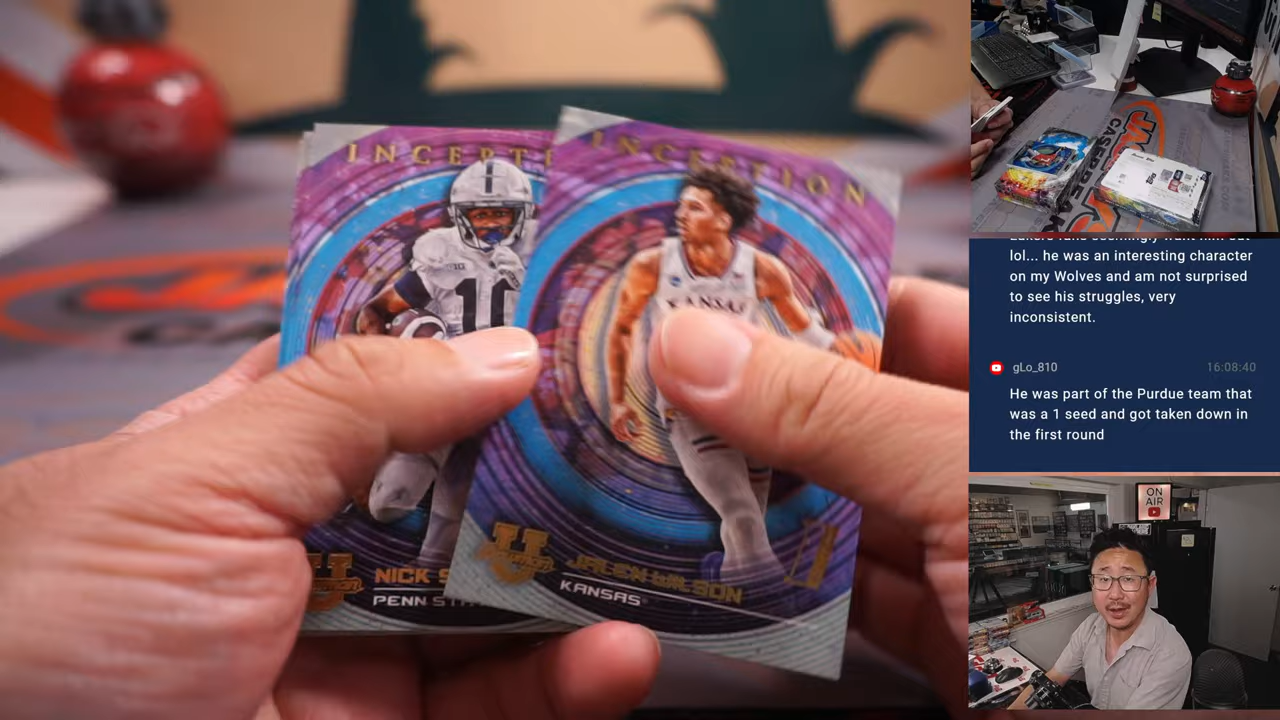 INCEPT
INCEPTION
10
KANSAS
NICK S
PENN STA
JALEN WILSON
KANSAS
lol... he was an interesting character
on my Wolves and am not surprised
to see his struggles, very
inconsistent.
gLo_810 16:08:40
He was part of the Purdue team that
was a 1 seed and got taken down in
the first round
ON
AIR